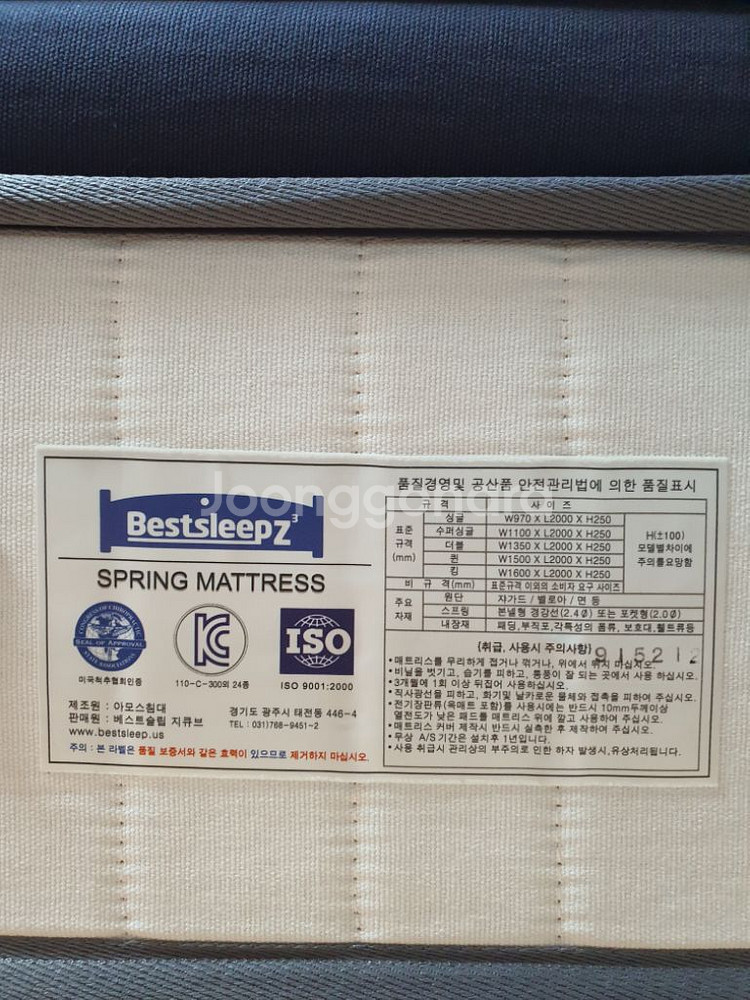 Joonggonara
Bestsleepz³
SPRING MATTRESS
CONGRESS OF CHIROPRACTIC
SEAL OF APPROVAL
STATE ASSOCIATIONS
미국척추협회인증
110-C-300외 24종
ISO
ISO 9001:2000
제조원 : 아모스침대
판매원 : 베스트슬립 지큐브
www.bestsleep.us
경기도 광주시 태전동 446-4
TEL : 031)768-9451~2
주의 : 본 라벨은 품질 보증서와 같은 효력이 있으므로 제거하지 마십시오.
품질경영및 공산품 안전관리법에 의한 품질표시
규 격 사 이 즈
표준 규격 (mm)
싱글 W970 X L2000 X H250
수퍼싱글 W1100 X L2000 X H250
더블 W1350 X L2000 X H250
퀸 W1500 X L2000 X H250
킹 W1600 X L2000 X H250
H(±100) 모델별차이에 주의를요망함
비 규 격(mm) 표준규격 이외의 소비자 요구 사이즈
주요 자재
원단 쟈가드 / 벨로아 / 면 등
스프링 본넬형 경강선(2.4Ø) 또는 포켓형(2.0Ø)
내장재 패딩,부직포,각특성의 폼류, 보호대,펠트류등
(취급, 사용시 주의사항)
915212
•매트리스를 무리하게 접거나 꺾거나, 위에서 뛰지 마십시오.
•비닐을 벗기고, 습기를 피하고, 통풍이 잘 되는 곳에서 사용 하십시오.
•3개월에 1회 이상 뒤집어 사용하십시오.
•직사광선을 피하고, 화기및 날카로운 물체와 접촉을 피하여 주십시오.
•전기장판류(옥매트 포함)를 사용시에는 반드시 10mm두께이상
열전도가 낮은 패드를 매트리스 위에 깔고 사용하여 주십시오.
•매트리스 커버 제작시 반드시 실측한 후 제작하여 주십시오.
•무상 A/S 기간은 설치후 1년입니다.
•사용 취급시 관리상의 부주의로 인한 하자 발생시,유상처리됩니다.